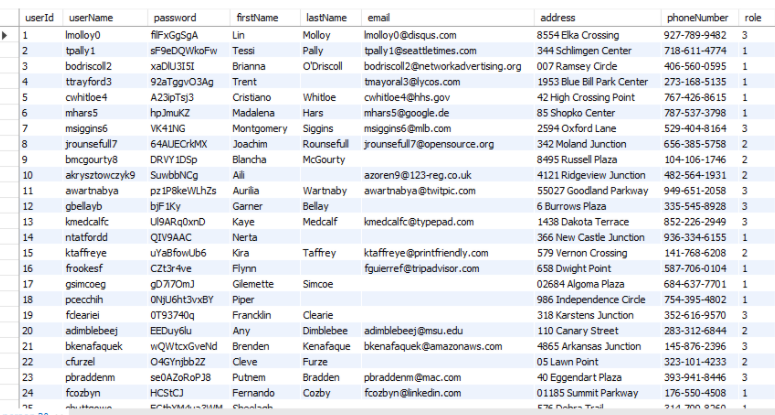 userId userName password firstName lastName email address phoneNumber role
1 lmolloy0 filFxGgSgA Lin Molloy lmolloy0@disqus.com 8554 Elka Crossing 927-789-9482 3
2 tpally1 sF9eDQWkoFw Tessi Pally tpally1@seattletimes.com 344 Schlimgen Center 718-611-4774 1
3 bodriscoll2 xaDlU3I5I Brianna O'Driscoll bodriscoll2@networkadvertising.org 007 Ramsey Circle 406-560-0595 1
4 ttrayford3 92aTggvO3Ag Trent tmayoral3@lycos.com 1953 Blue Bill Park Center 273-168-5135 1
5 cwhitloe4 A23ipTsj3 Cristiano Whitloe cwhitloe4@hhs.gov 42 High Crossing Point 767-426-8615 1
6 mhars5 hpJmuKZ Madalena Hars mhars5@google.de 85 Shopko Center 787-537-3798 1
7 msiggins6 VK41NG Montgomery Siggins msiggins6@mlb.com 2594 Oxford Lane 529-404-8164 3
8 jrounsefull7 64AUECrkMX Joachim Rounsefull jrounsefull7@opensource.org 342 Moland Junction 656-385-5758 2
9 bmcgourty8 DRVY1DSp Blancha McGourty 8495 Russell Plaza 104-106-1746 2
10 akrysztowczyk9 SuwbbNCg Aili azoren9@123-reg.co.uk 4121 Ridgeview Junction 482-564-1931 2
11 awartnabya pz1P8keWLhZs Aurilia Wartnaby awartnabya@twitpic.com 55027 Goodland Parkway 949-651-2058 3
12 gbellayb bjF1Ky Garner Bellay 6 Burrows Plaza 335-545-8928 3
13 kmedcalfc Ul9ARq0xnD Kaye Medcalf kmedcalfc@typepad.com 1438 Dakota Terrace 852-226-2949 3
14 ntatfordd QIV9AAC Nerta 366 New Castle Junction 936-334-6155 1
15 ktaffreye uYaBfowUb6 Kira Taffrey ktaffreye@printfriendly.com 579 Vernon Crossing 141-768-6208 2
16 frookesf CZt3r4ve Flynn fguierref@tripadvisor.com 658 Dwight Point 587-706-0104 1
17 gsimcoeg gD7i7OmJ Gilemette Simcoe 02684 Algoma Plaza 684-637-7701 1
18 pcecchih 0NjU6ht3vxBY Piper 986 Independence Circle 754-395-4802 1
19 fcleariei 0T93740q Francklin Clearie 318 Karstens Junction 352-616-9570 3
20 adimblebeej EEDuy6lu Any Dimblebee adimblebeej@msu.edu 110 Canary Street 283-312-6844 2
21 bkenafaquek wQWtcxGveNd Brenden Kenafaque bkenafaquek@amazonaws.com 4865 Arkansas Junction 145-876-2396 3
22 cfurzel O4GYnjbb2Z Cleve Furze 05 Lawn Point 323-101-4233 2
23 pbraddenm se0AZoRoPJ8 Putnem Bradden pbraddenm@mac.com 40 Eggendart Plaza 393-941-8446 3
24 fcozbyn HCStCJ Fernando Cozby fcozbyn@linkedin.com 01185 Summit Parkway 176-550-4508 1